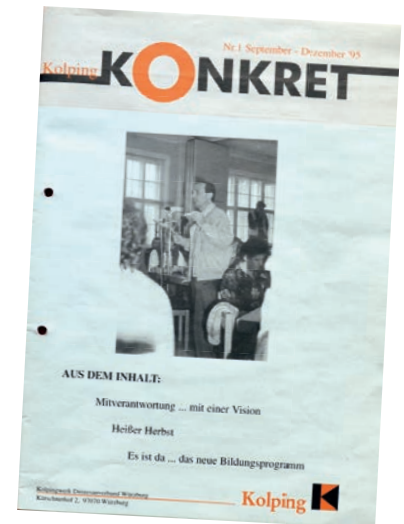 Nr.1 September - Dezember '95
Kolping KONKRET
AUS DEM INHALT:
Mitverantwortung ... mit einer Vision
Heißer Herbst
Es ist da ... das neue Bildungsprogramm
Kolpingwerk Diözesanverband Würzburg
Kolping
Kürschnerhof 2, 97070 Würzburg